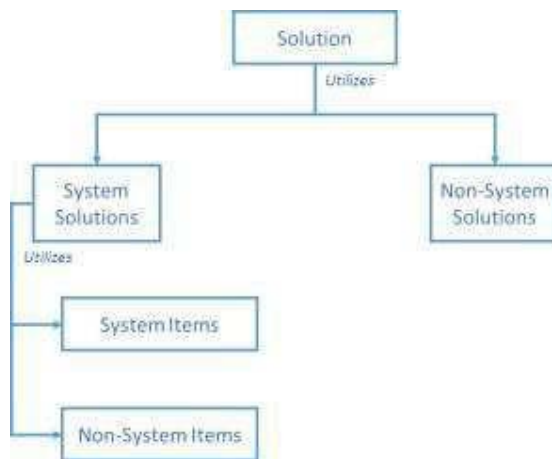 Solution
Utilizes
System
Solutions
Non-System
Solutions
Utilizes
System Items
Non-System Items